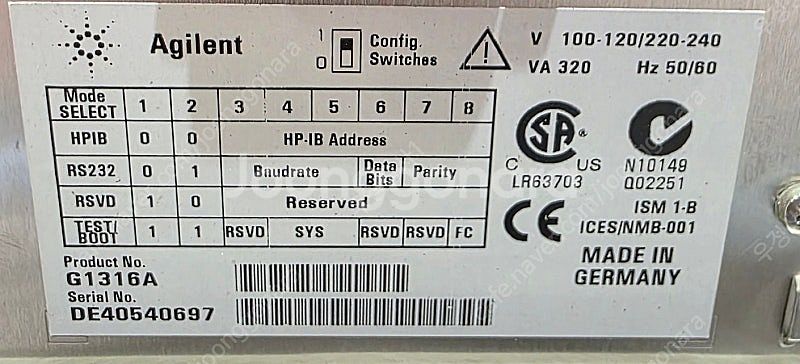 Agilent
1
0
Config.
Switches
V 100-120/220-240
VA 320 Hz 50/60
Mode SELECT 1 2 3 4 5 6 7 8
HPIB 0 0 HP-IB Address
RS232 0 1 Baudrate Data Bits Parity
RSVD 1 0 Reserved
TEST/BOOT 1 1 RSVD SYS RSVD RSVD FC
C US
LR63703
N10149
Q02251
CE
ISM 1-B
ICES/NMB-001
MADE IN
GERMANY
Product No.
G1316A
Serial No.
DE40540697
Joonggonara